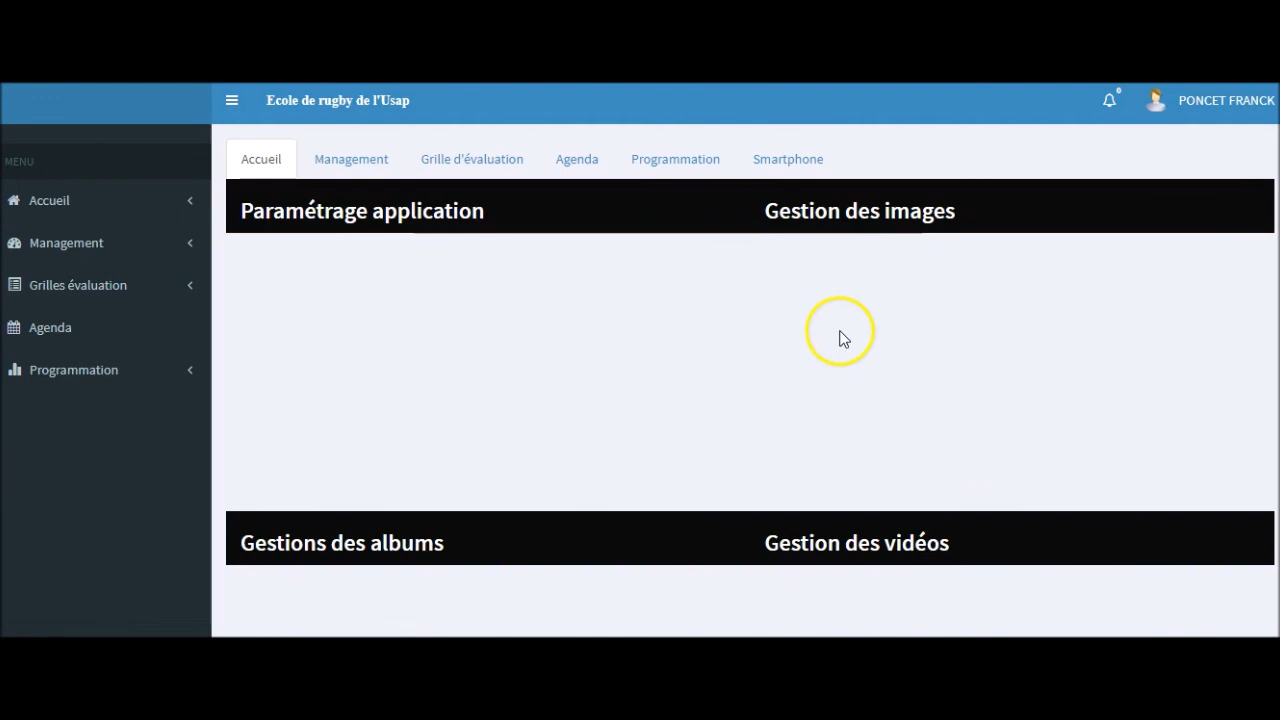 Ecole de rugby de l'Usap
0
PONCET FRANCK
MENU
Accueil
Management
Grilles évaluation
Agenda
Programmation
Accueil Management Grille d'évaluation Agenda Programmation Smartphone
Paramétrage application
Gestion des images
Gestions des albums
Gestion des vidéos